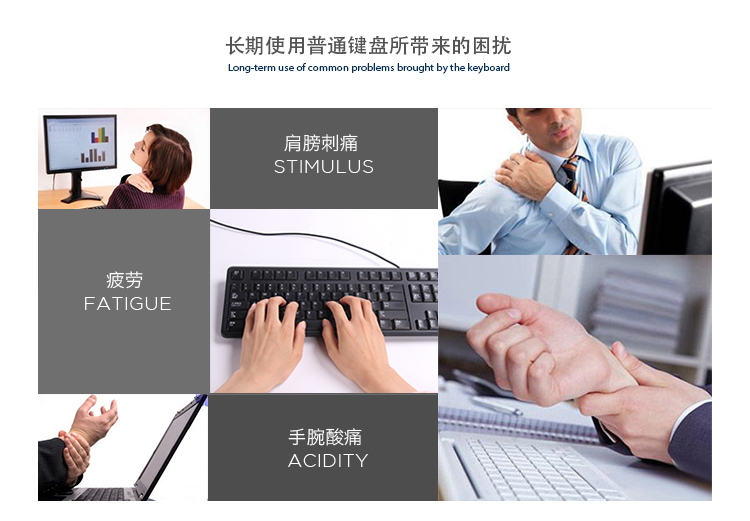 长期使用普通键盘所带来的困扰
Long-term use of common problems brought by the keyboard
肩膀刺痛
STIMULUS
疲劳
FATIGUE
手腕酸痛
ACIDITY